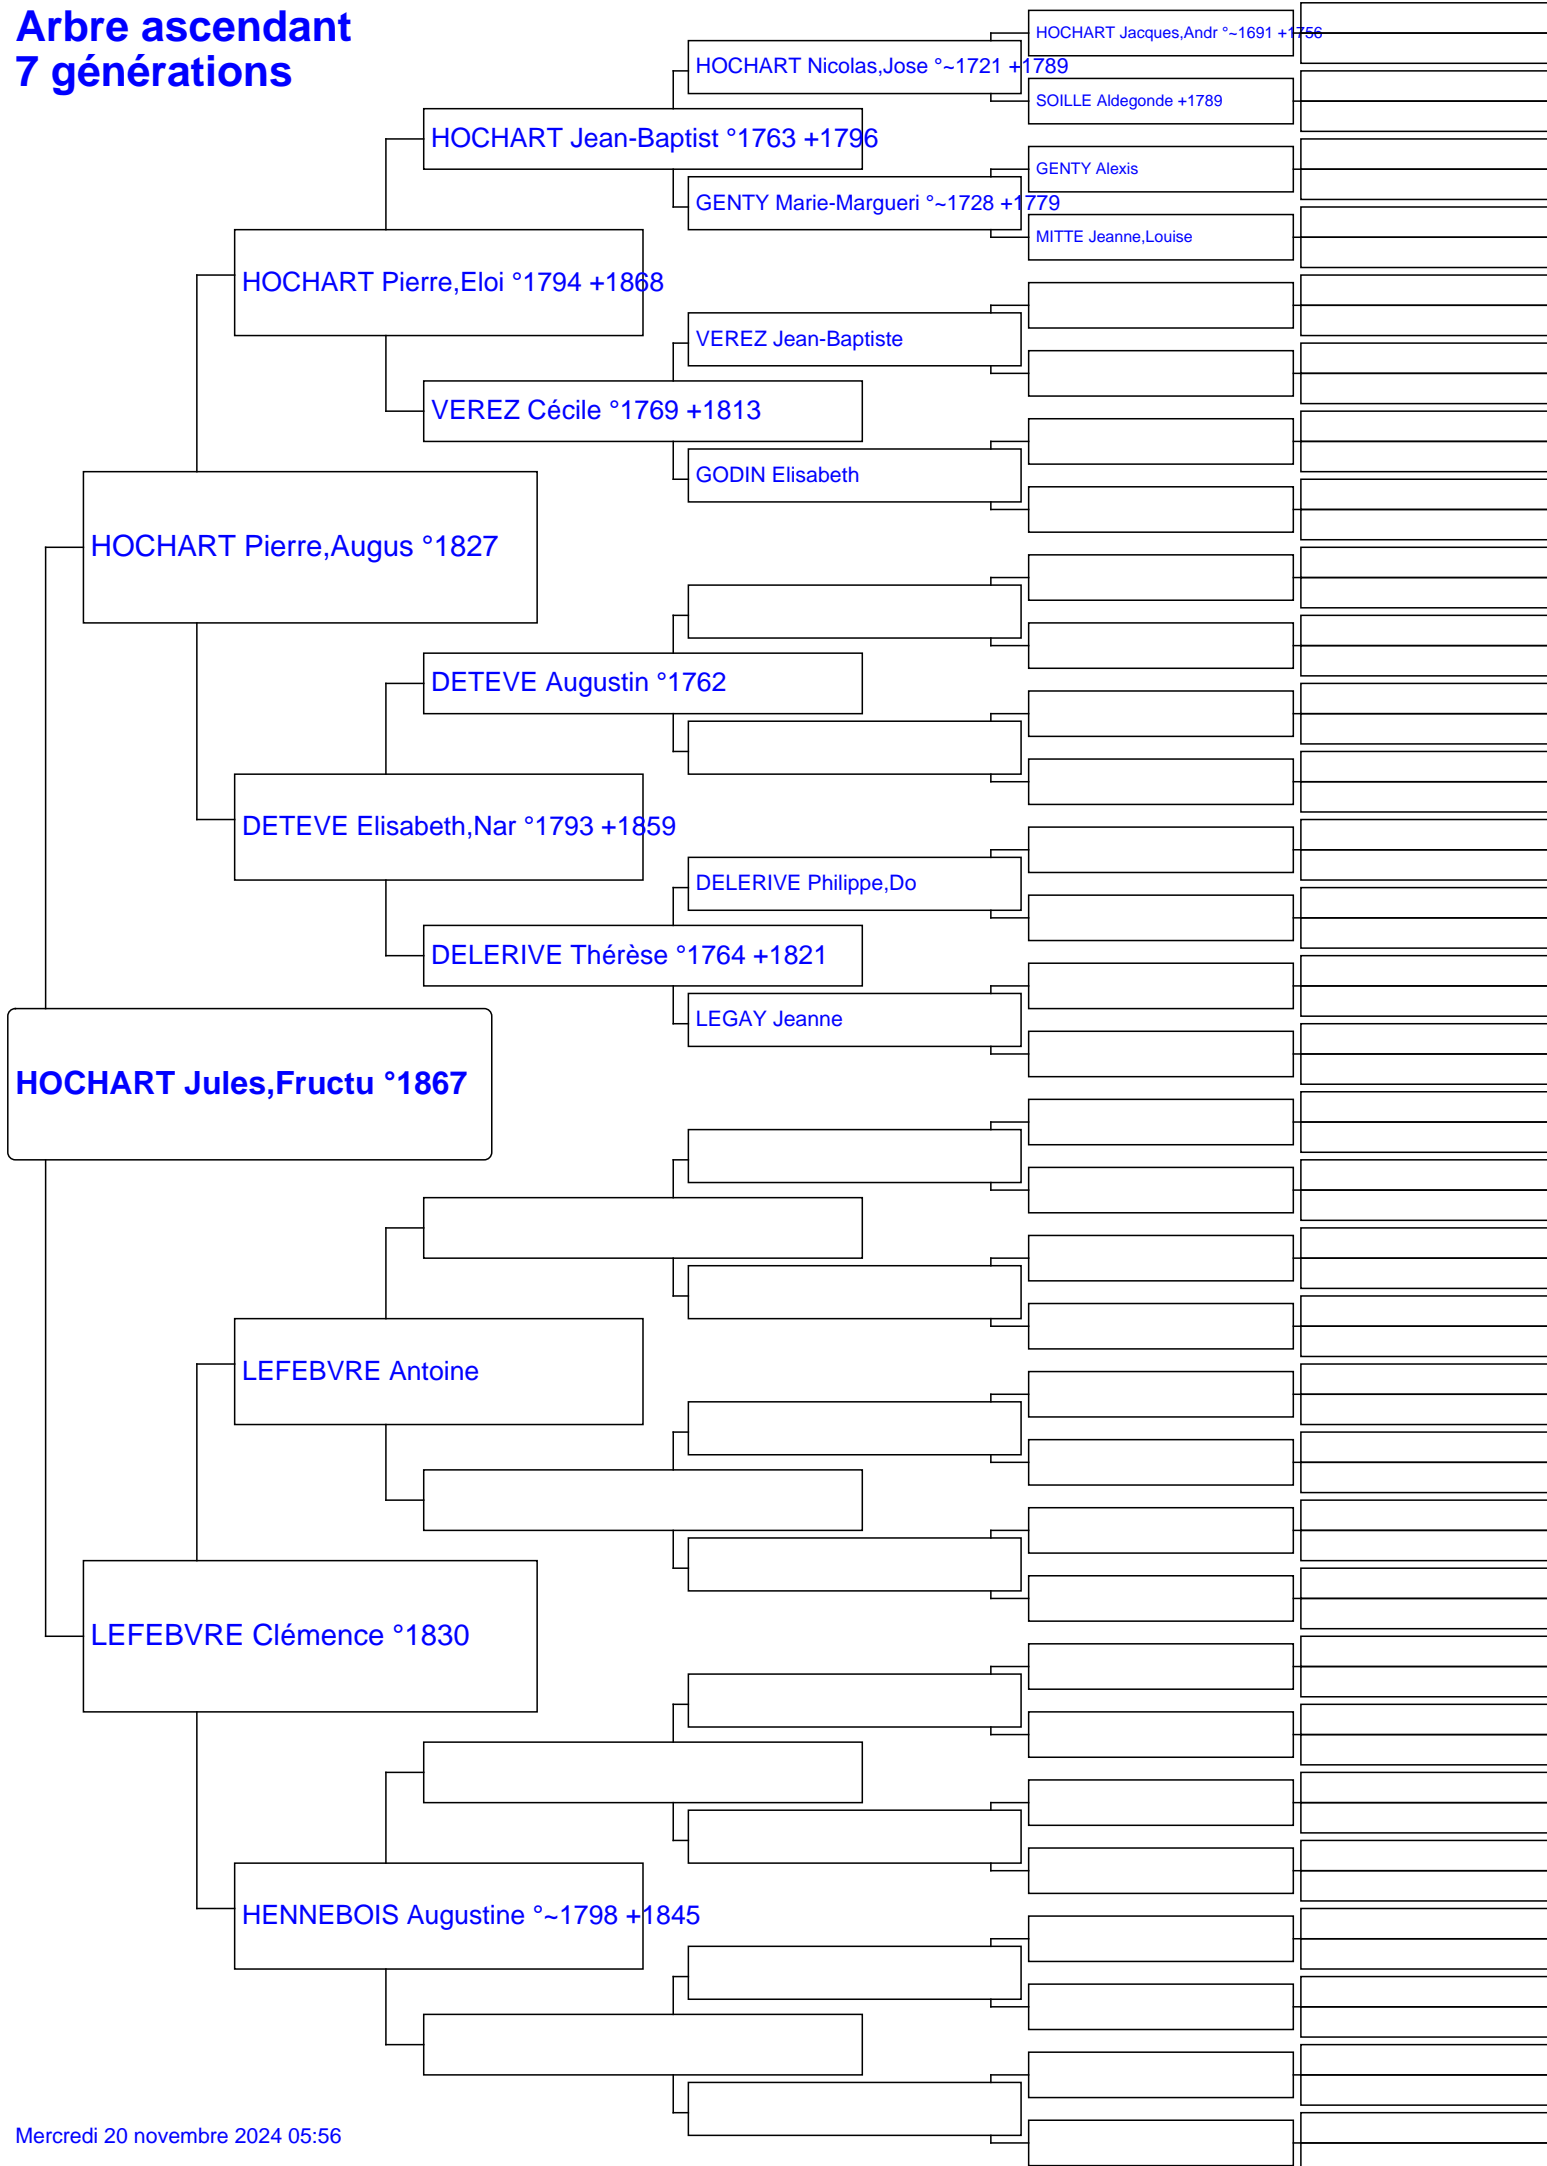 Arbre ascendant
7 générations
HOCHART Jacques,Andr °~1691 +1756
HOCHART Nicolas,Jose °~1721 +1789
SOILLE Aldegonde +1789
HOCHART Jean-Baptist °1763 +1796
GENTY Alexis
GENTY Marie-Margueri °~1728 +1779
MITTE Jeanne,Louise
HOCHART Pierre,Eloi °1794 +1868
VEREZ Jean-Baptiste
VEREZ Cécile °1769 +1813
GODIN Elisabeth
HOCHART Pierre,Augus °1827
DETEVE Augustin °1762
DETEVE Elisabeth,Nar °1793 +1859
DELERIVE Philippe,Do
DELERIVE Thérèse °1764 +1821
LEGAY Jeanne
HOCHART Jules,Fructu °1867
LEFEBVRE Antoine
LEFEBVRE Clémence °1830
HENNEBOIS Augustine °~1798 +1845
Mercredi 20 novembre 2024 05:56